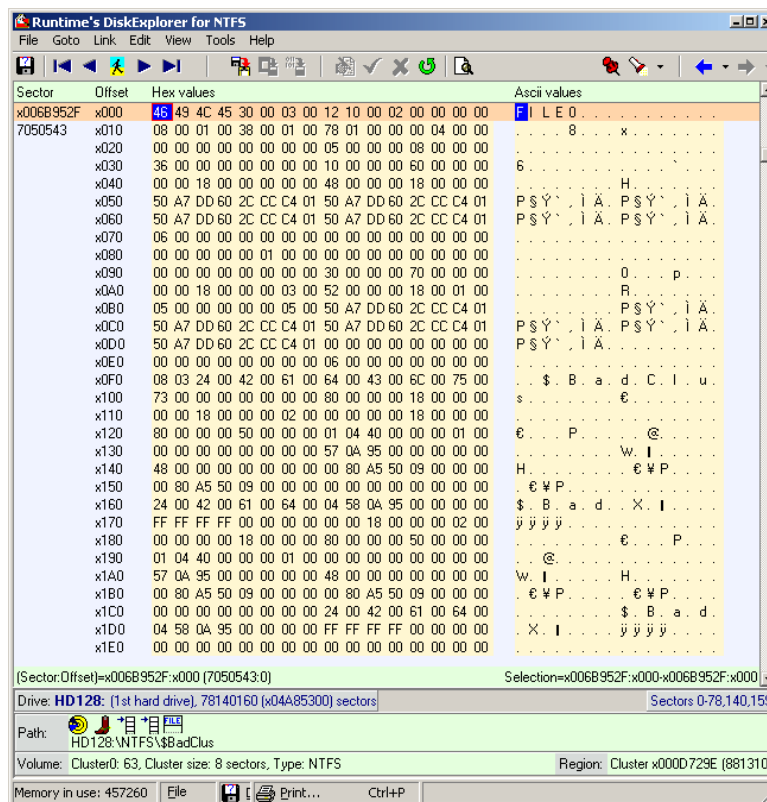 Runtime's DiskExplorer for NTFS
File Goto Link Edit View Tools Help
Sector Offset Hex values Ascii values
x006B952F x000 46 49 4C 45 30 00 03 00 12 10 00 02 00 00 00 00 F I L E 0 . . . . . . . . . . .
7050543 x010 08 00 01 00 38 00 01 00 78 01 00 00 00 04 00 00 . . . . 8 . . . x . . . . . . .
x020 00 00 00 00 00 00 00 00 05 00 00 00 08 00 00 00 . . . . . . . . . . . . . . . .
x030 36 00 00 00 00 00 00 00 10 00 00 00 60 00 00 00 6 . . . . . . . . . . . ` . . .
x040 00 00 18 00 00 00 00 00 48 00 00 00 18 00 00 00 . . . . . . . . H . . . . . . .
x050 50 A7 DD 60 2C CC C4 01 50 A7 DD 60 2C CC C4 01 P § Ý ` , Ì Ä . P § Ý ` , Ì Ä .
x060 50 A7 DD 60 2C CC C4 01 50 A7 DD 60 2C CC C4 01 P § Ý ` , Ì Ä . P § Ý ` , Ì Ä .
x070 06 00 00 00 00 00 00 00 00 00 00 00 00 00 00 00 . . . . . . . . . . . . . . . .
x080 00 00 00 00 00 01 00 00 00 00 00 00 00 00 00 00 . . . . . . . . . . . . . . . .
x090 00 00 00 00 00 00 00 00 30 00 00 00 70 00 00 00 . . . . . . . . 0 . . . p . . .
x0A0 00 00 18 00 00 00 03 00 52 00 00 00 18 00 01 00 . . . . . . . . R . . . . . . .
x0B0 05 00 00 00 00 00 05 00 50 A7 DD 60 2C CC C4 01 . . . . . . . . P § Ý ` , Ì Ä .
x0C0 50 A7 DD 60 2C CC C4 01 50 A7 DD 60 2C CC C4 01 P § Ý ` , Ì Ä . P § Ý ` , Ì Ä .
x0D0 50 A7 DD 60 2C CC C4 01 00 00 00 00 00 00 00 00 P § Ý ` , Ì Ä . . . . . . . . .
x0E0 00 00 00 00 00 00 00 00 06 00 00 00 00 00 00 00 . . . . . . . . . . . . . . . .
x0F0 08 03 24 00 42 00 61 00 64 00 43 00 6C 00 75 00 . . $ . B . a . d . C . l . u .
x100 73 00 00 00 00 00 00 00 80 00 00 00 18 00 00 00 s . . . . . . . € . . . . . . .
x110 00 00 18 00 00 00 02 00 00 00 00 00 18 00 00 00 . . . . . . . . . . . . . . . .
x120 80 00 00 00 50 00 00 00 01 04 40 00 00 00 01 00 € . . . P . . . . . @ . . . . .
x130 00 00 00 00 00 00 00 00 57 0A 95 00 00 00 00 00 . . . . . . . . W . . . . . . .
x140 48 00 00 00 00 00 00 00 00 80 A5 50 09 00 00 00 H . . . . . . . . € ¥ P . . . .
x150 00 80 A5 50 09 00 00 00 00 00 00 00 00 00 00 00 . € ¥ P . . . . . . . . . . . .
x160 24 00 42 00 61 00 64 00 04 58 0A 95 00 00 00 00 $ . B . a . d . . X . . . . . .
x170 FF FF FF FF 00 00 00 00 00 00 18 00 00 00 02 00 ÿ ÿ ÿ ÿ . . . . . . . . . . . .
x180 00 00 00 00 18 00 00 00 80 00 00 00 50 00 00 00 . . . . . . . . € . . . P . . .
x190 01 04 40 00 00 00 01 00 00 00 00 00 00 00 00 00 . . @ . . . . . . . . . . . . .
x1A0 57 0A 95 00 00 00 00 00 48 00 00 00 00 00 00 00 W . . . . . . . H . . . . . . .
x1B0 00 80 A5 50 09 00 00 00 00 80 A5 50 09 00 00 00 . € ¥ P . . . . . € ¥ P . . . .
x1C0 00 00 00 00 00 00 00 00 24 00 42 00 61 00 64 00 . . . . . . . . $ . B . a . d .
x1D0 04 58 0A 95 00 00 00 00 FF FF FF FF 00 00 00 00 . X . . . . . . ÿ ÿ ÿ ÿ . . . .
x1E0 00 00 00 00 00 00 00 00 00 00 00 00 00 00 00 00 . . . . . . . . . . . . . . . .
(Sector:Offset)=x006B952F:x000 (7050543:0) Selection=x006B952F:x000-x006B952F:x000
Drive: HD128: (1st hard drive), 78140160 (x04A85300) sectors Sectors 0-78,140,159
Path: FILE
HD128:\NTFS\$BadClus
Volume: Cluster0: 63, Cluster size: 8 sectors, Type: NTFS Region: Cluster x000D729E (881310
Memory in use: 457260 File Print... Ctrl+P